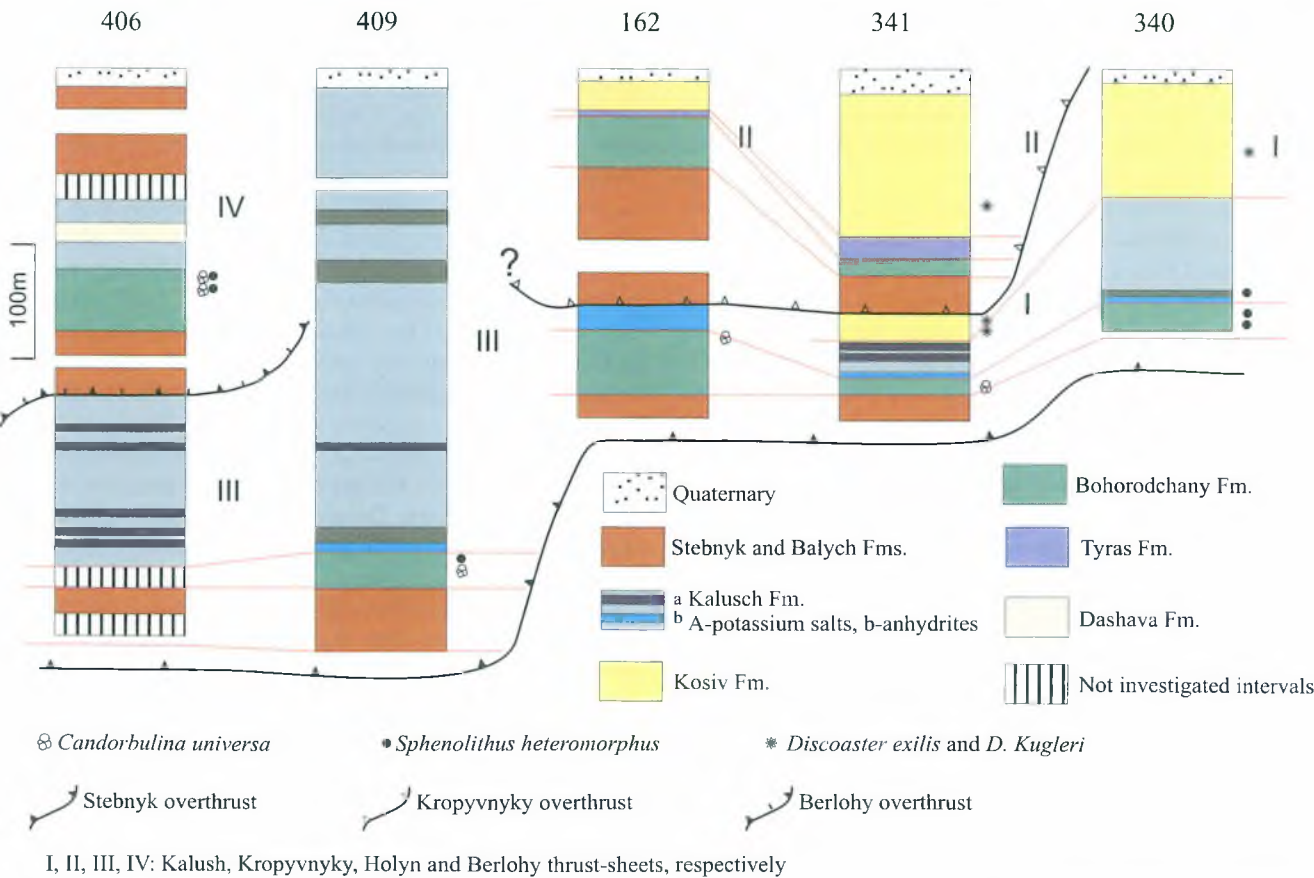 406 409 162 341 340
IV
III
III
II
II
I
I
?
100m
Quaternary
Stebnyk and Balych Fms.
a Kalusch Fm.
b A-potassium salts, b-anhydrites
Kosiv Fm.
Bohorodchany Fm.
Tyras Fm.
Dashava Fm.
Not investigated intervals
Candorbulina universa
Sphenolithus heteromorphus
Discoaster exilis and D. Kugleri
Stebnyk overthrust
Kropyvnyky overthrust
Berlohy overthrust
I, II, III, IV: Kalush, Kropyvnyky, Holyn and Berlohy thrust-sheets, respectively